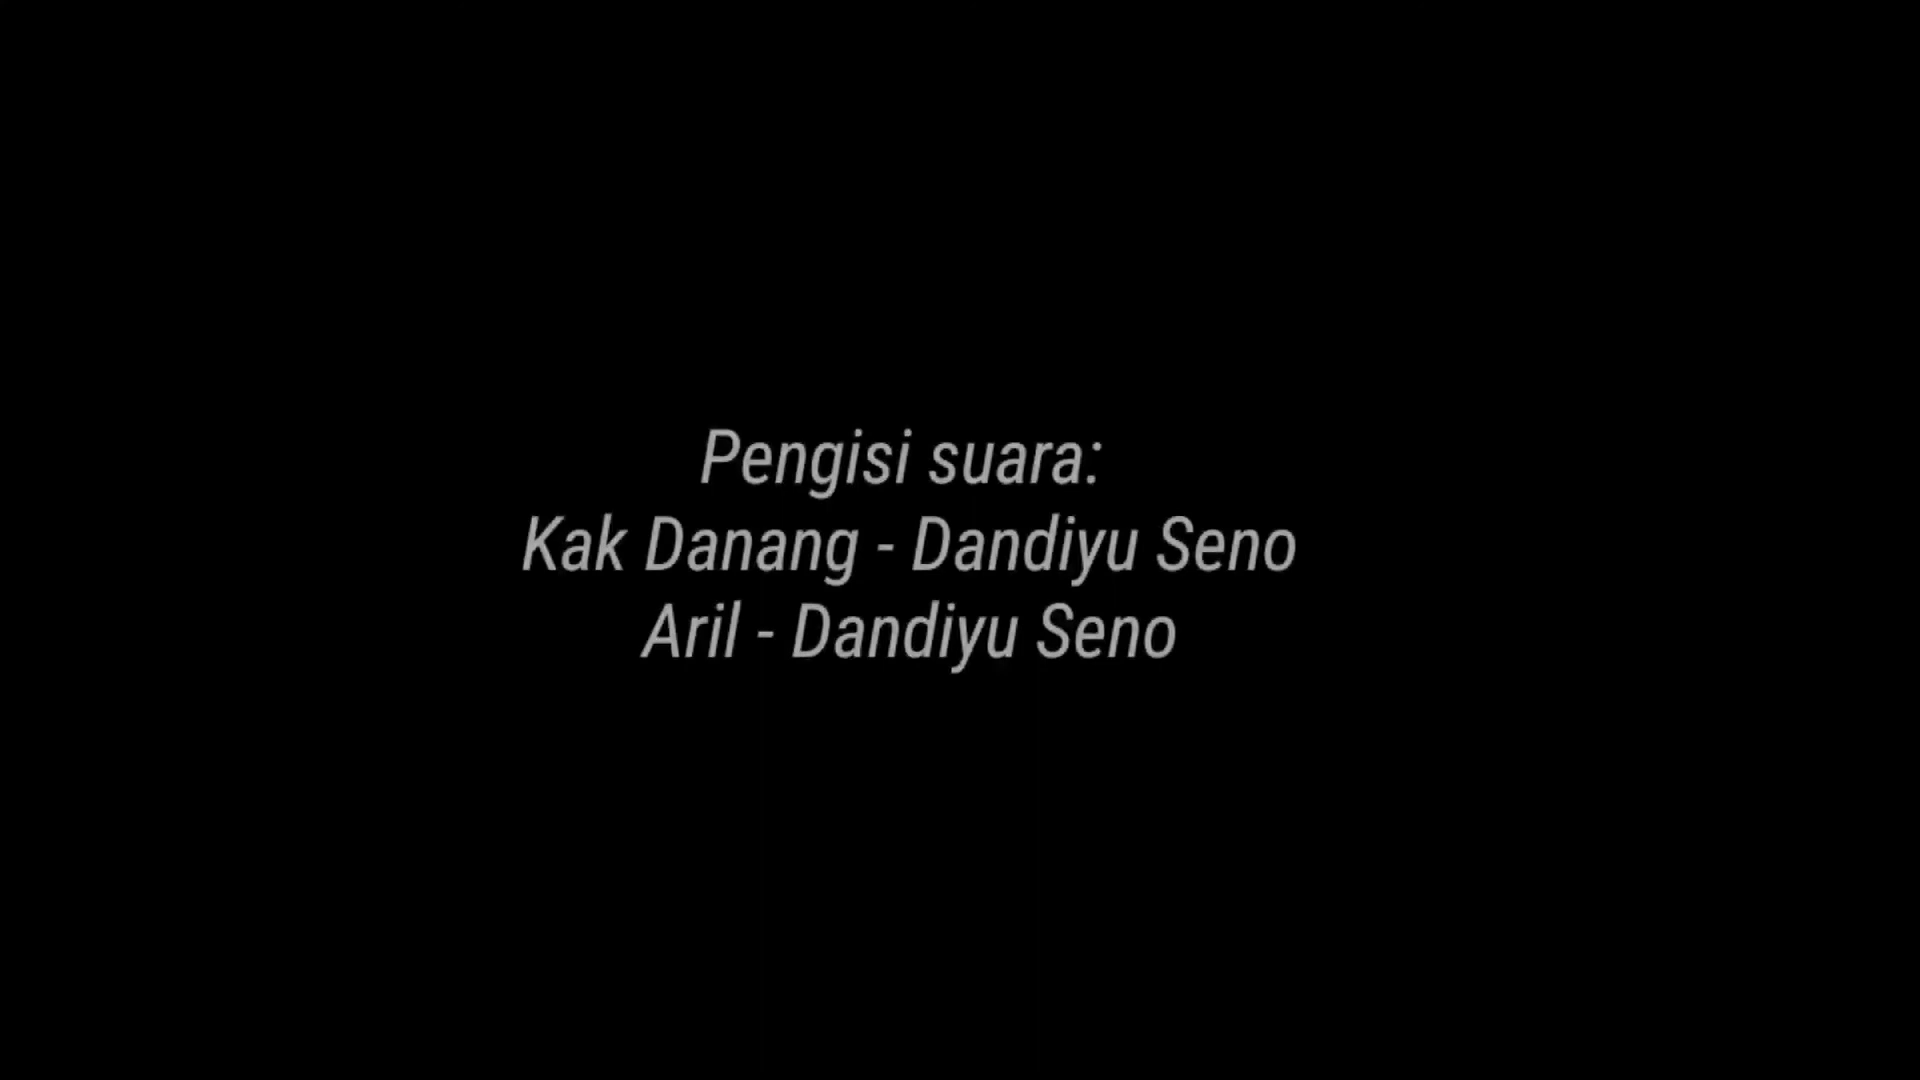 Pengisi suara:
Kak Danang - Dandiyu Seno
Aril - Dandiyu Seno